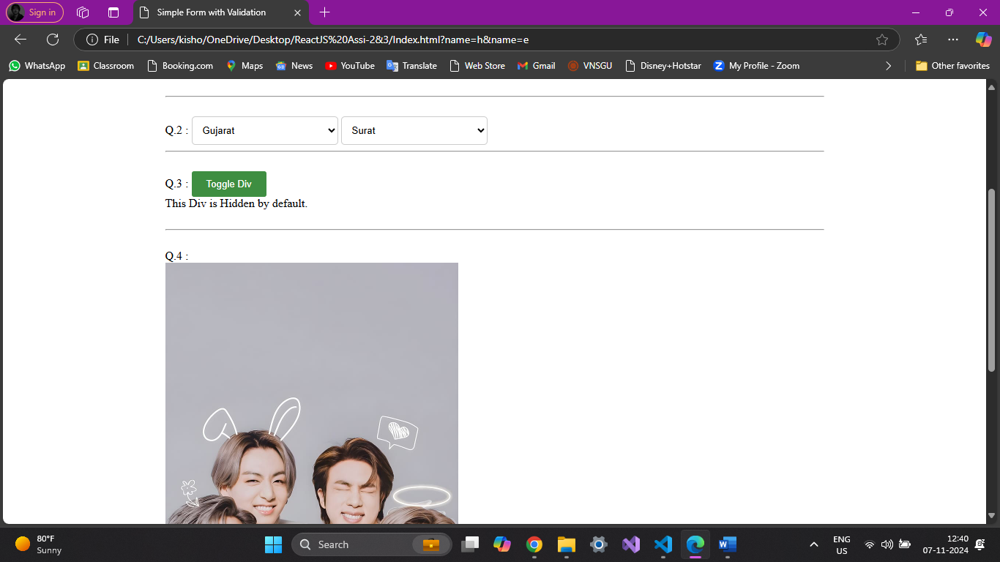 Sign in
Simple Form with Validation
File
C:/Users/kisho/OneDrive/Desktop/ReactJS%20Assi-2&3/Index.html?name=h&name=e
WhatsApp Classroom Booking.com Maps News YouTube Translate Web Store Gmail VNSGU Disney+Hotstar My Profile - Zoom Other favorites
Q.2 : Gujarat Surat
Q.3 : Toggle Div
This Div is Hidden by default.
Q.4 :
80°F
Sunny
Search
ENG
US
12:40
07-11-2024